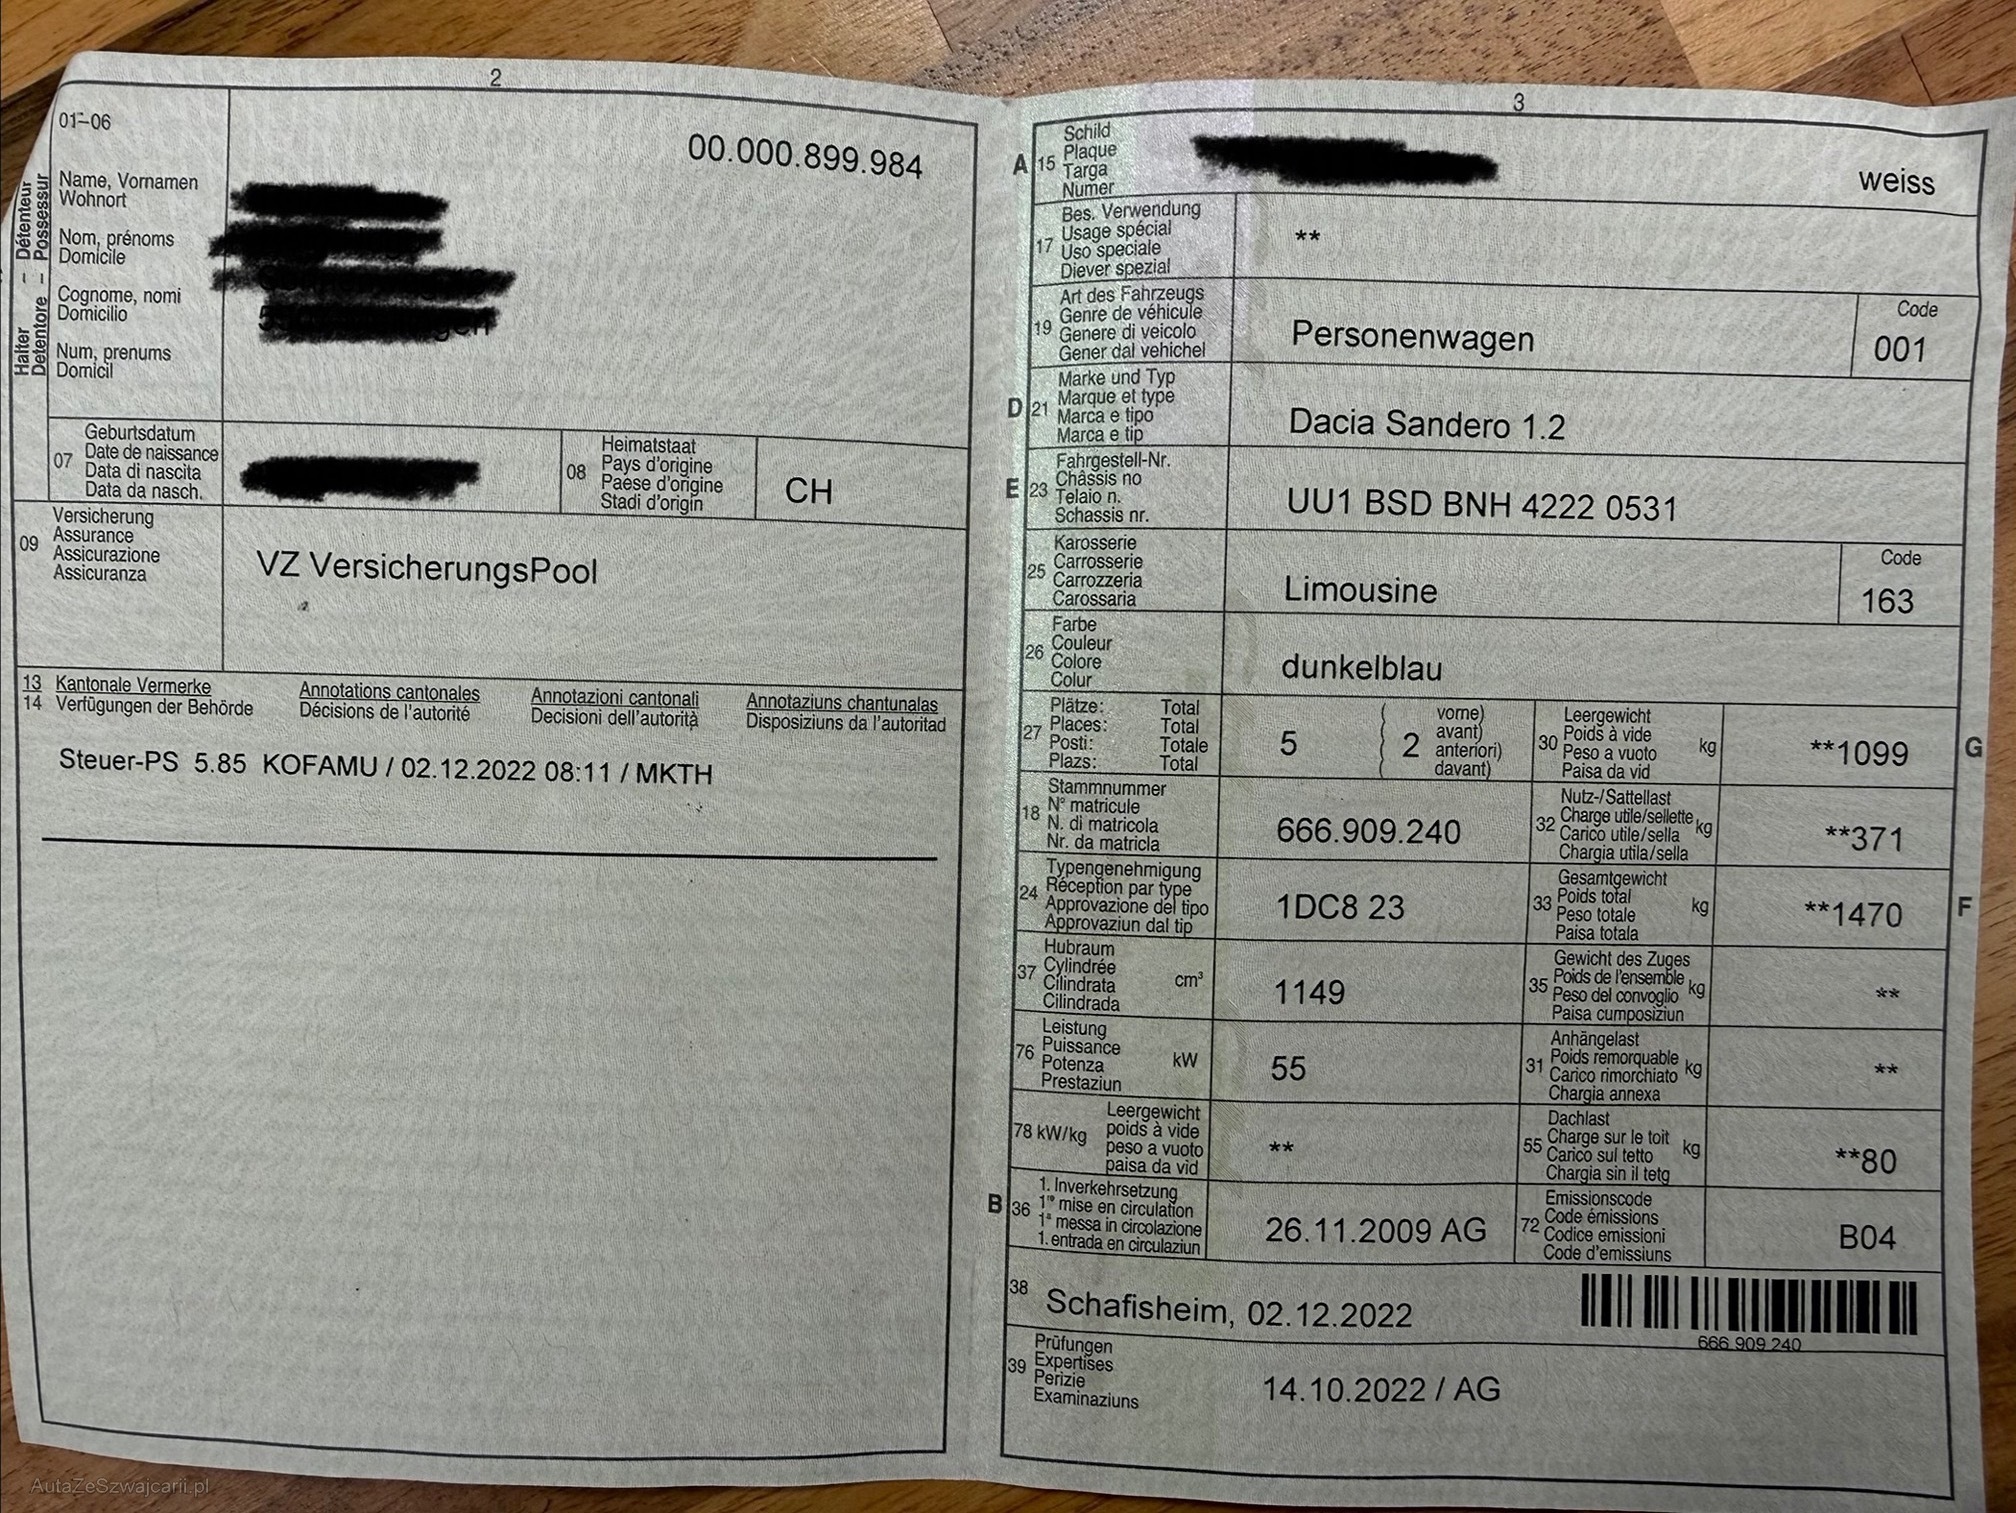 2
01-06
00.000.899.984
Halter – Détenteur
Detentore – Possessur
Name, Vornamen
Wohnort
Nom, prénoms
Domicile
Cognome, nomi
Domicilio
Num, prenums
Domicil
07
Geburtsdatum
Date de naissance
Data di nascita
Data da nasch.
08
Heimatstaat
Pays d'origine
Paese d'origine
Stadi d'origin
CH
09
Versicherung
Assurance
Assicurazione
Assicuranza
VZ VersicherungsPool
13 Kantonale Vermerke Annotations cantonales Annotazioni cantonali Annotaziuns chantunalas
14 Verfügungen der Behörde Décisions de l'autorité Decisioni dell'autorità Disposiziuns da l'autoritad
Steuer-PS 5.85 KOFAMU / 02.12.2022 08:11 / MKTH
3
A 15
Schild
Plaque
Targa
Numer
weiss
17
Bes. Verwendung
Usage spécial
Uso speciale
Diever spezial
**
19
Art des Fahrzeugs
Genre de véhicule
Genere di veicolo
Gener dal vehichel
Personenwagen
Code
001
D 21
Marke und Typ
Marque et type
Marca e tipo
Marca e tip
Dacia Sandero 1.2
E 23
Fahrgestell-Nr.
Châssis no
Telaio n.
Schassis nr.
UU1 BSD BNH 4222 0531
25
Karosserie
Carrosserie
Carrozzeria
Carossaria
Limousine
Code
163
26
Farbe
Couleur
Colore
Colur
dunkelblau
27
Plätze: Total
Places: Total
Posti: Totale
Plazs: Total
5
2
vorne)
avant)
anteriori)
davant)
30
Leergewicht
Poids à vide
Peso a vuoto
Paisa da vid
kg
**1099
G
18
Stammnummer
N° matricule
N. di matricola
Nr. da matricla
666.909.240
32
Nutz-/Sattellast
Charge utile/sellette
Carico utile/sella
Chargia utila/sella
kg
**371
24
Typengenehmigung
Réception par type
Approvazione del tipo
Approvaziun dal tip
1DC8 23
33
Gesamtgewicht
Poids total
Peso totale
Paisa totala
kg
**1470
F
37
Hubraum
Cylindrée
Cilindrata
Cilindrada
cm³
1149
35
Gewicht des Zuges
Poids de l'ensemble
Peso del convoglio
Paisa cumposiziun
kg
**
76
Leistung
Puissance
Potenza
Prestaziun
kW
55
31
Anhängelast
Poids remorquable
Carico rimorchiato
Chargia annexa
kg
**
78 kW/kg
Leergewicht
poids à vide
peso a vuoto
paisa da vid
**
55
Dachlast
Charge sur le toit
Carico sul tetto
Chargia sin il tetg
kg
**80
B 36
1. Inverkehrsetzung
1re mise en circulation
1a messa in circolazione
1. entrada en circulaziun
26.11.2009 AG
72
Emissionscode
Code émissions
Codice emissioni
Code d'emissiuns
B04
38
Schafisheim, 02.12.2022
666 909 240
39
Prüfungen
Expertises
Perizie
Examinaziuns
14.10.2022 / AG
AutaZeSzwajcarii.pl